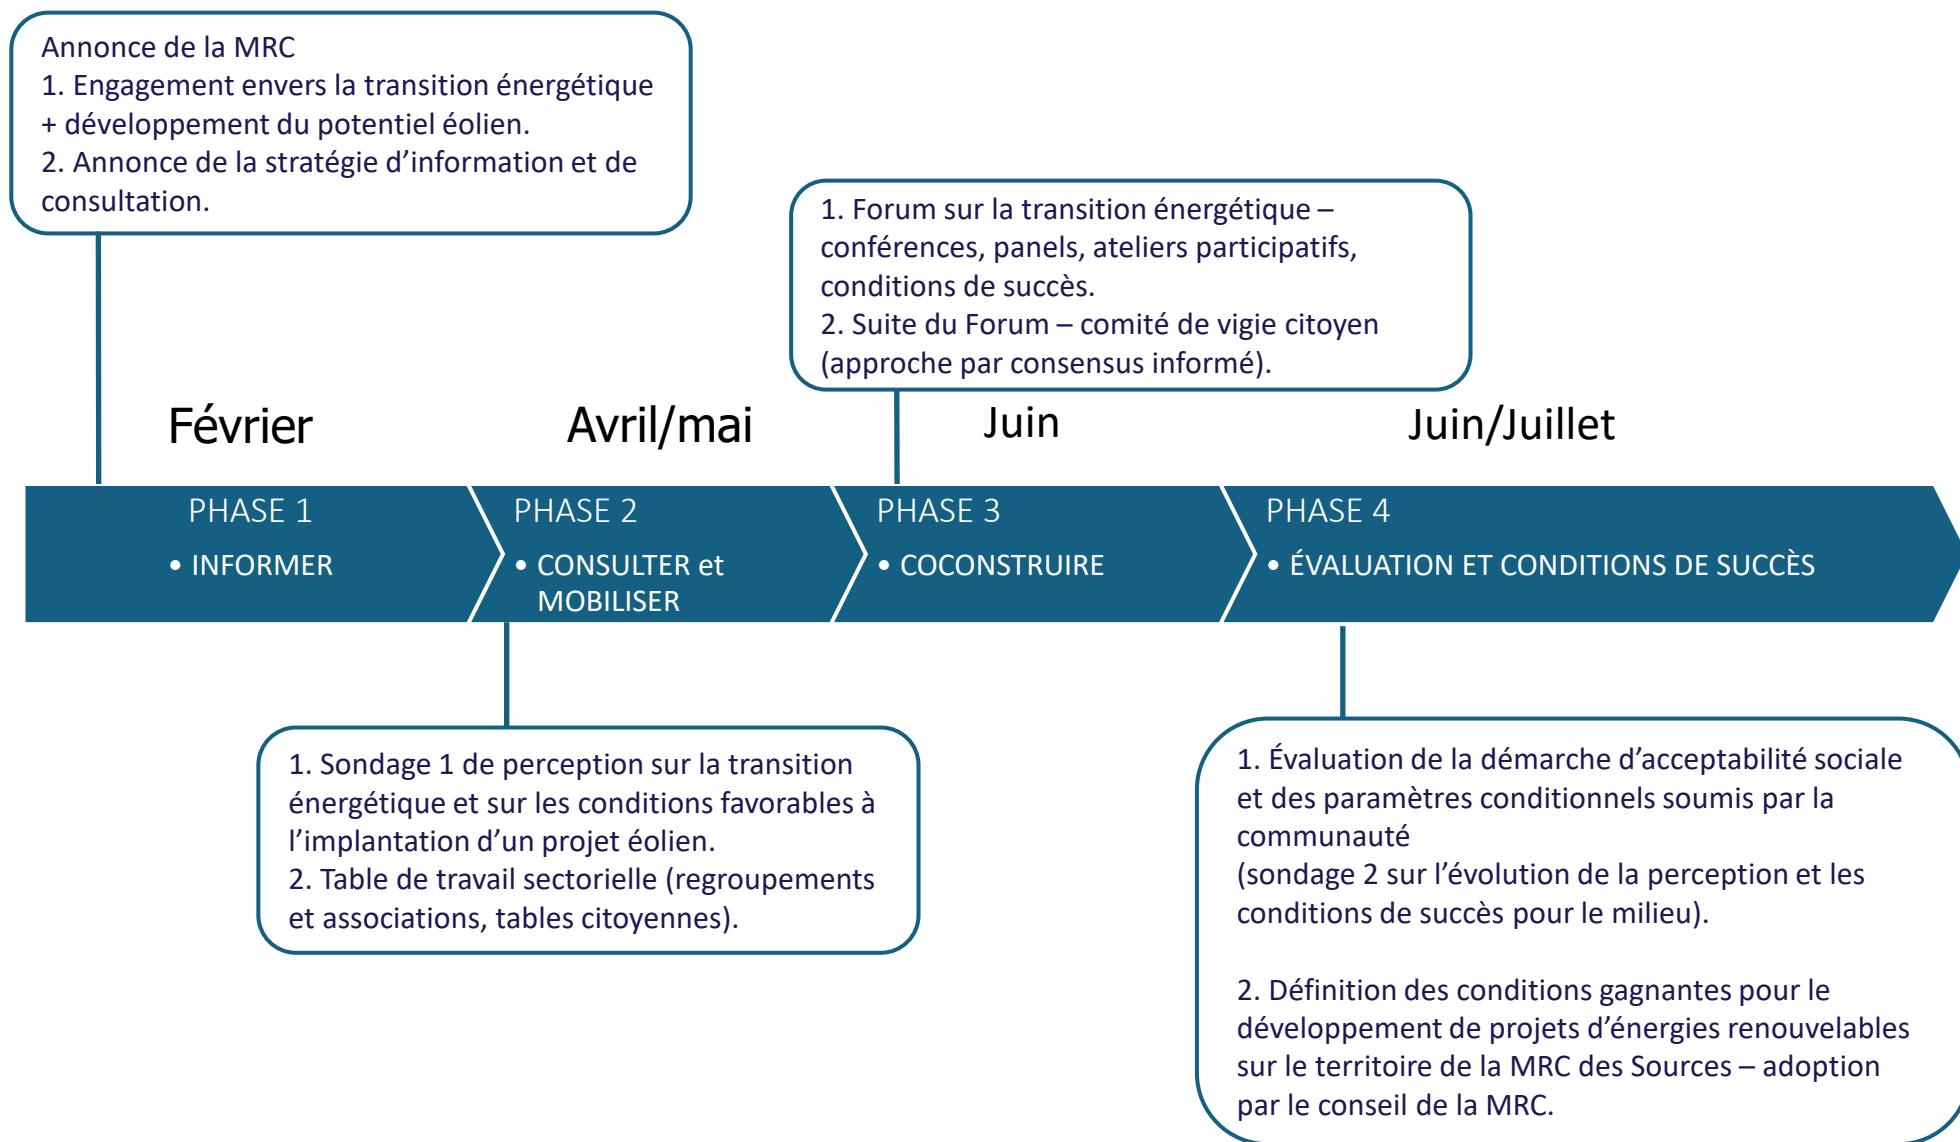 Annonce de la MRC
1. Engagement envers la transition énergétique
+ développement du potentiel éolien.
2. Annonce de la stratégie d’information et de
consultation.
1. Forum sur la transition énergétique –
conférences, panels, ateliers participatifs,
conditions de succès.
2. Suite du Forum – comité de vigie citoyen
(approche par consensus informé).
Février
Avril/mai
Juin
Juin/Juillet
PHASE 1
• INFORMER
PHASE 2
• CONSULTER et
MOBILISER
PHASE 3
• COCONSTRUIRE
PHASE 4
• ÉVALUATION ET CONDITIONS DE SUCCÈS
1. Sondage 1 de perception sur la transition
énergétique et sur les conditions favorables à
l’implantation d’un projet éolien.
2. Table de travail sectorielle (regroupements
et associations, tables citoyennes).
1. Évaluation de la démarche d’acceptabilité sociale
et des paramètres conditionnels soumis par la
communauté
(sondage 2 sur l’évolution de la perception et les
conditions de succès pour le milieu).
2. Définition des conditions gagnantes pour le
développement de projets d’énergies renouvelables
sur le territoire de la MRC des Sources – adoption
par le conseil de la MRC.